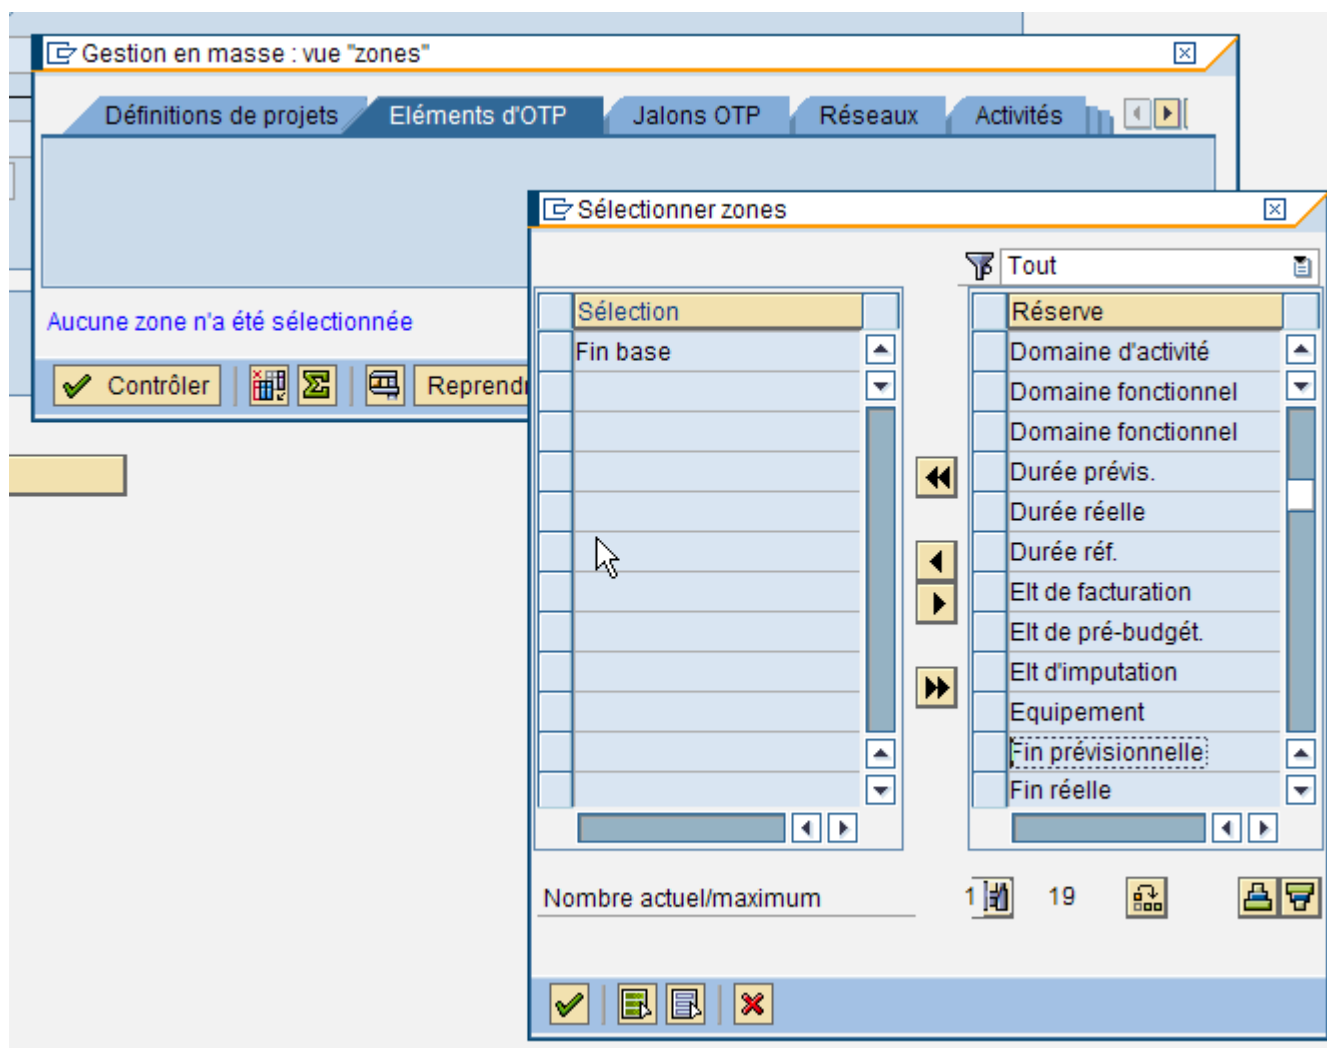 Gestion en masse : vue "zones"
Définitions de projets
Eléments d'OTP
Jalons OTP
Réseaux
Activités
Sélectionner zones
Tout
Aucune zone n'a été sélectionnée
Contrôler
Sélection
Fin base
Réserve
Domaine d'activité
Domaine fonctionnel
Domaine fonctionnel
Durée prévis.
Durée réelle
Durée réf.
Elt de facturation
Elt de pré-budgét.
Elt d'imputation
Equipement
Fin prévisionnelle
Fin réelle
Nombre actuel/maximum
1
19